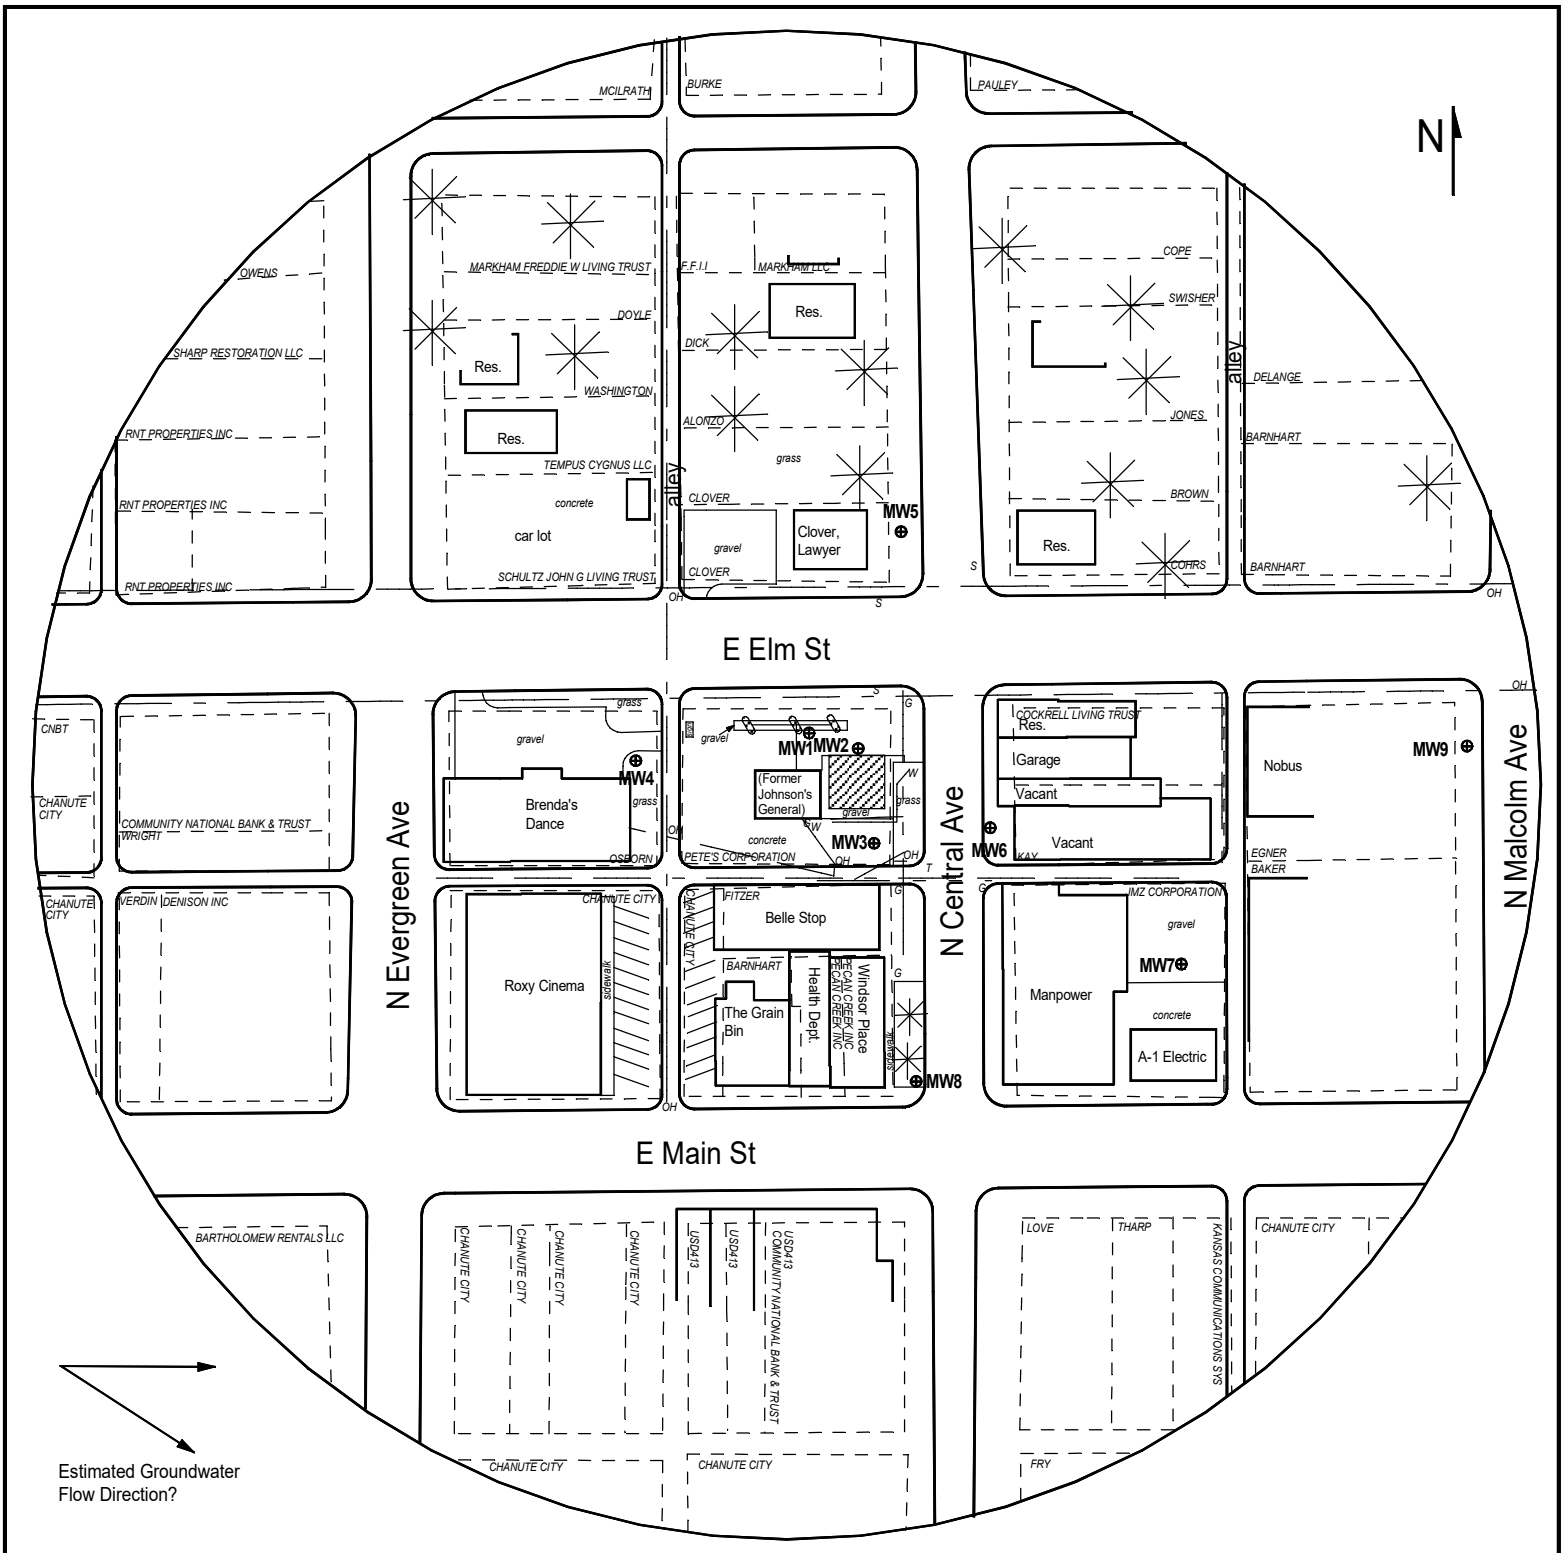 MCILRATH
BURKE
PAULEY
N
OWENS
MARKHAM FREDDIE W LIVING TRUST
F.F.I.I
MARKHAM LLC
COPE
SWISHER
DOYLE
Res.
DICK
SHARP RESTORATION LLC
Res.
alley
WASHINGTON
DELANGE
ALONZO
JONES
RNT PROPERTIES INC
Res.
BARNHART
TEMPUS CYGNUS LLC
grass
alley
CLOVER
BROWN
RNT PROPERTIES INC
concrete
MW5
car lot
Clover,
Lawyer
gravel
Res.
SCHULTZ JOHN G LIVING TRUST
CLOVER
S
COHRS
BARNHART
RNT PROPERTIES INC
OH
S
OH
E Elm St
OH
grass
S
G
CNBT
gravel
gravel
COCKRELL LIVING TRUST
Res.
MW1
MW2
MW9
MW4
Garage
Nobus
(Former
Johnson's
General)
W
Vacant
CHANUTE
CITY
Brenda's
Dance
grass
grass
gravel
COMMUNITY NATIONAL BANK & TRUST
WRIGHT
OH
GW
concrete
MW3
MW6
Vacant
OSBORN
PETE'S CORPORATION
OH
OH
T
KAY
EGNER
BAKER
N Evergreen Ave
N Central Ave
N Malcolm Ave
CHANUTE
CITY
VERDIN
DENISON INC
CHANUTE CITY
CHANUTE CITY
FITZER
G
G
JMZ CORPORATION
Belle Stop
gravel
BARNHART
G
MW7
Roxy Cinema
sidewalk
The Grain
Bin
Health Dept.
PECAN CREEK INC
PECAN CREEK INC
Windsor Place
sidewalk
Manpower
concrete
A-1 Electric
MW8
OH
E Main St
BARTHOLOMEW RENTALS LLC
CHANUTE CITY
CHANUTE CITY
CHANUTE CITY
CHANUTE CITY
USD413
USD413
USD413
COMMUNITY NATIONAL BANK & TRUST
LOVE
THARP
KANSAS COMMUNICATIONS SYS
CHANUTE CITY
CHANUTE CITY
CHANUTE CITY
FRY
Estimated Groundwater
Flow Direction?